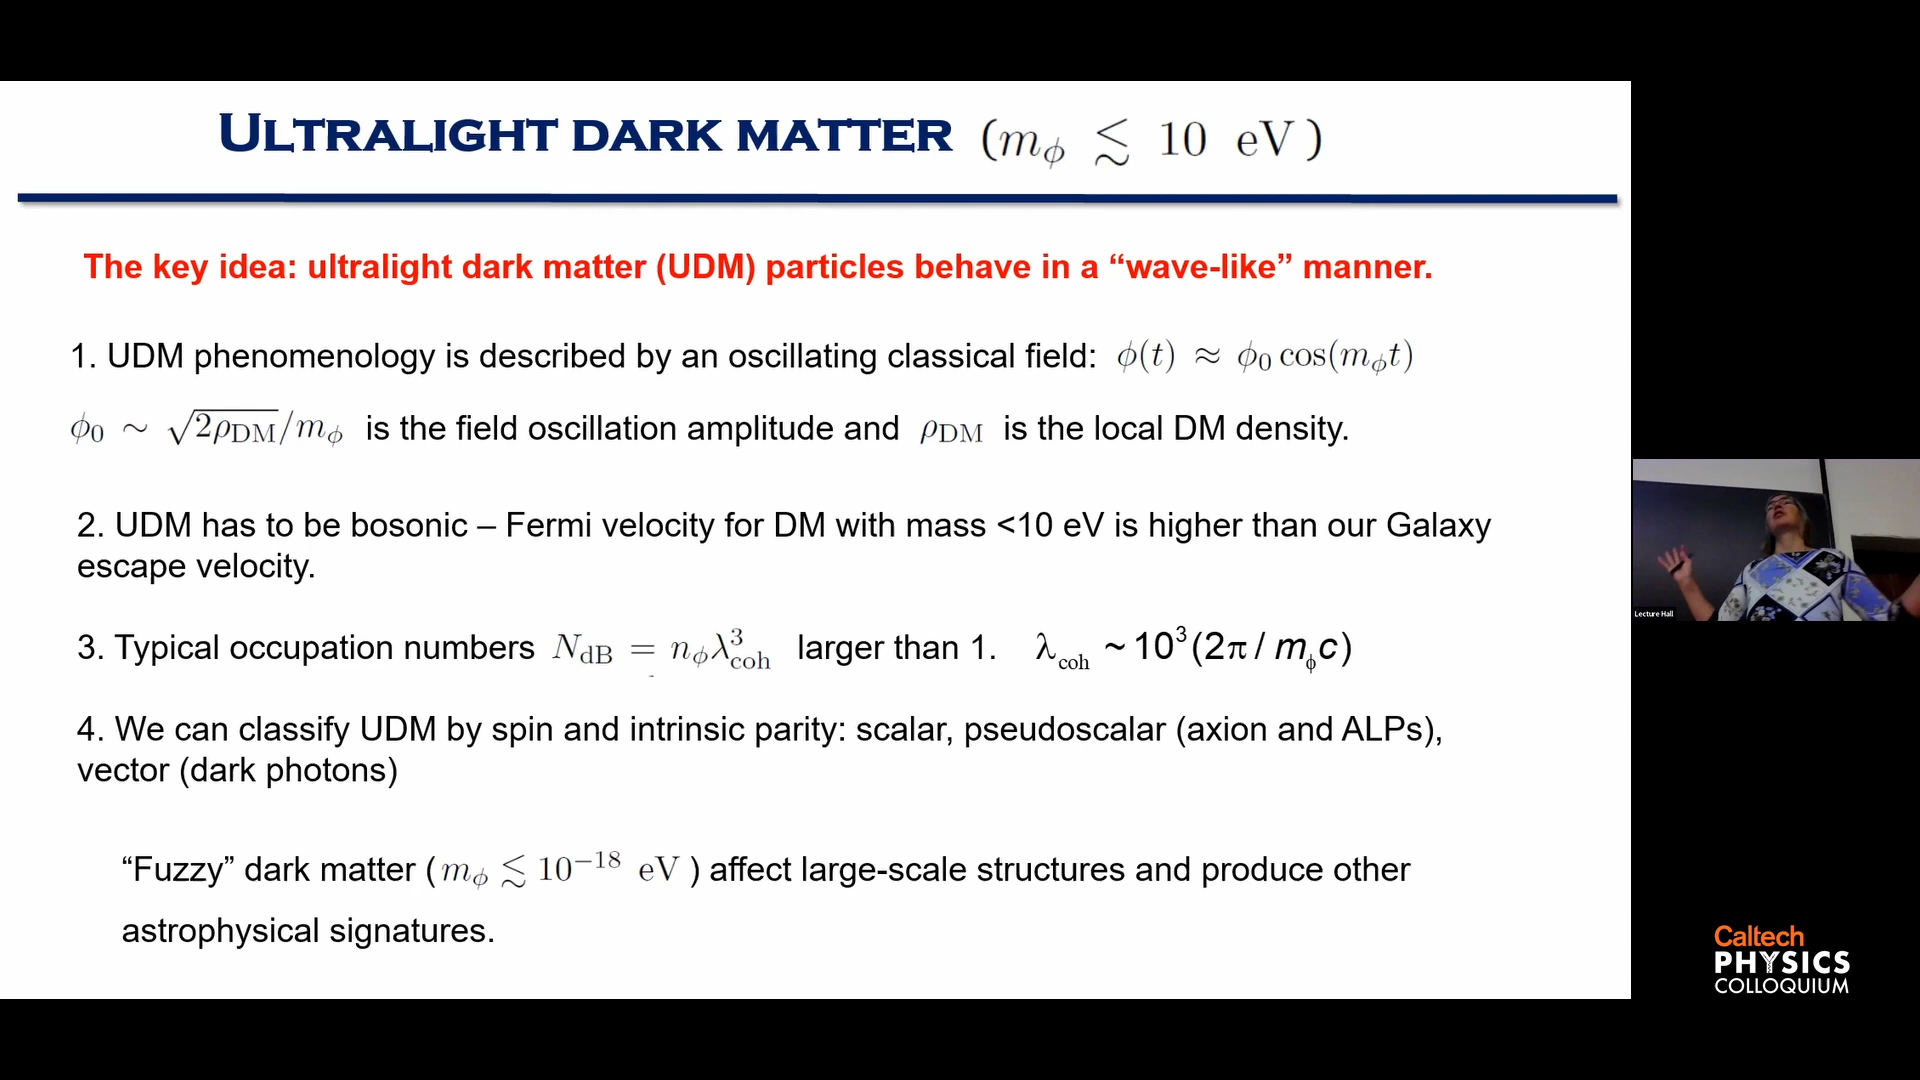 ULTRALIGHT DARK MATTER (m_ϕ ≲ 10 eV)
The key idea: ultralight dark matter (UDM) particles behave in a “wave-like” manner.
1. UDM phenomenology is described by an oscillating classical field: ϕ(t) ≈ ϕ₀ cos(m_ϕ t)
ϕ₀ ~ √(2ρ_DM)/m_ϕ is the field oscillation amplitude and ρ_DM is the local DM density.
2. UDM has to be bosonic – Fermi velocity for DM with mass <10 eV is higher than our Galaxy
escape velocity.
3. Typical occupation numbers N_dB = n_ϕ λ³_coh larger than 1. λ_coh ~ 10³(2π / m_ϕ c)
4. We can classify UDM by spin and intrinsic parity: scalar, pseudoscalar (axion and ALPs),
vector (dark photons)
“Fuzzy” dark matter (m_ϕ ≲ 10⁻¹⁸ eV) affect large-scale structures and produce other
astrophysical signatures.
Lecture Hall
Caltech
PHYSICS
COLLOQUIUM